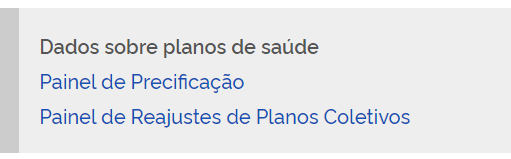 Dados sobre planos de saúde
Painel de Precificação
Painel de Reajustes de Planos Coletivos